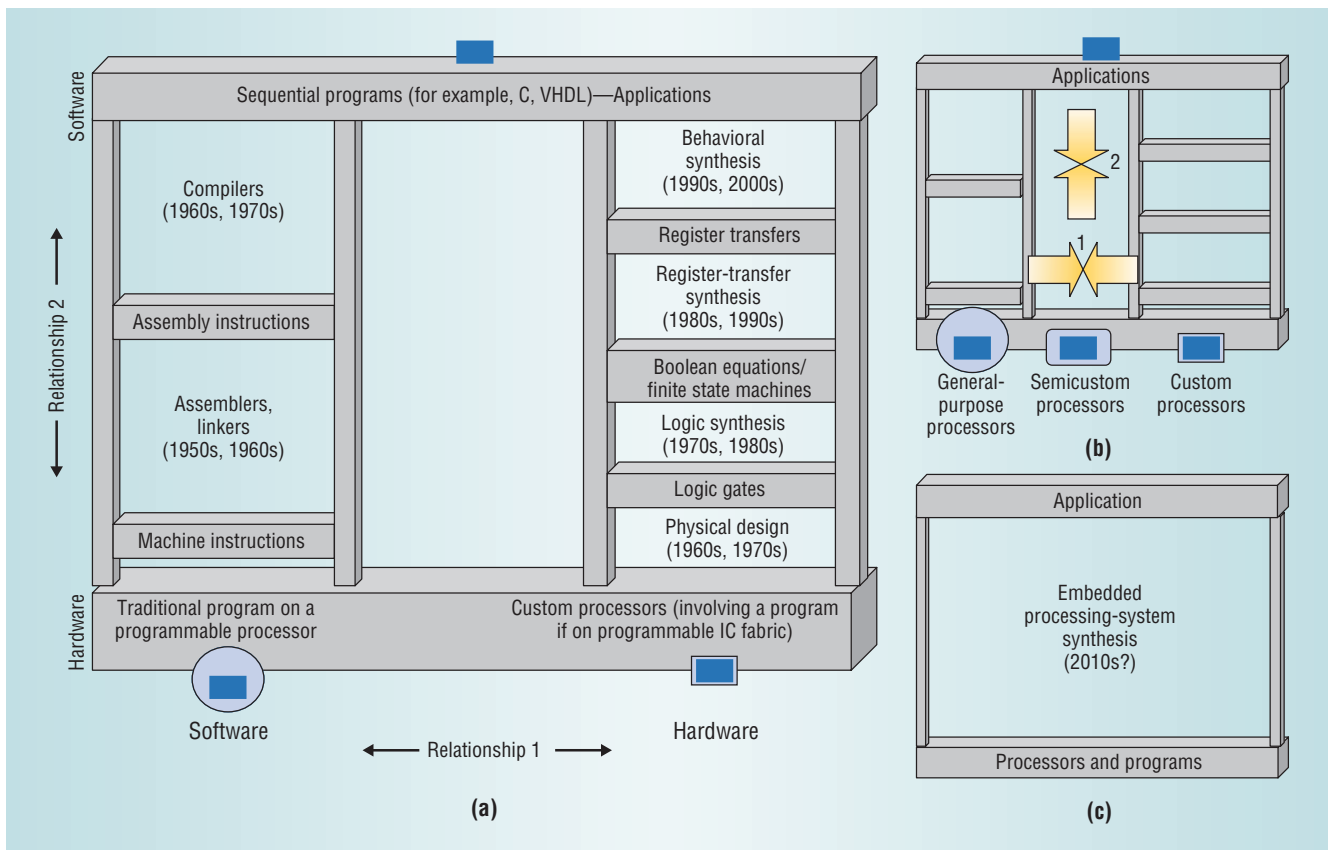 Software
Sequential programs (for example, C, VHDL)—Applications
Compilers
(1960s, 1970s)
Assembly instructions
Assemblers,
linkers
(1950s, 1960s)
Machine instructions
Behavioral
synthesis
(1990s, 2000s)
Register transfers
Register-transfer
synthesis
(1980s, 1990s)
Boolean equations/
finite state machines
Logic synthesis
(1970s, 1980s)
Logic gates
Physical design
(1960s, 1970s)
Relationship 2
Hardware
Traditional program on a
programmable processor
Custom processors (involving a program
if on programmable IC fabric)
Software
Hardware
Relationship 1
(a)
Applications
2
1
General-
purpose
processors
Semicustom
processors
Custom
processors
(b)
Application
Embedded
processing-system
synthesis
(2010s?)
Processors and programs
(c)